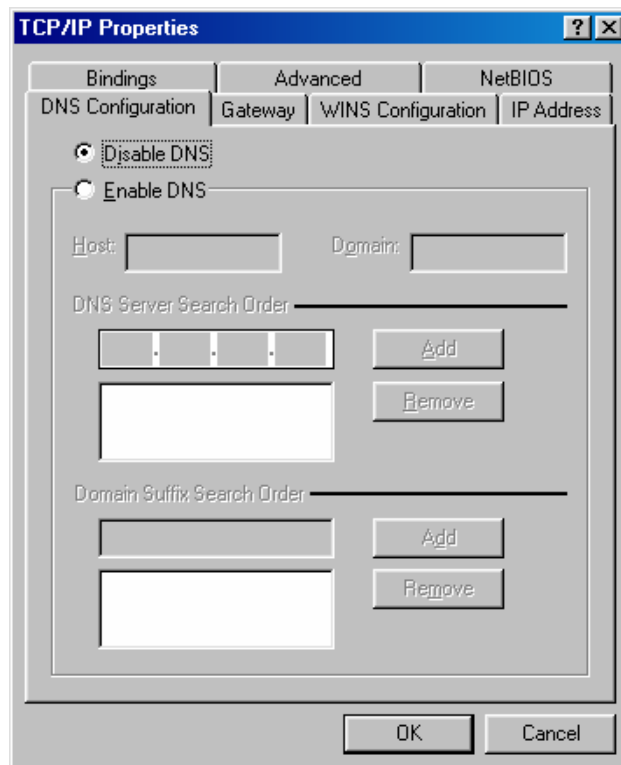 TCP/IP Properties ? X
Bindings Advanced NetBIOS
DNS Configuration Gateway WINS Configuration IP Address
Disable DNS
Enable DNS
Host: Domain:
DNS Server Search Order
. . . Add
Remove
Domain Suffix Search Order
Add
Remove
OK Cancel